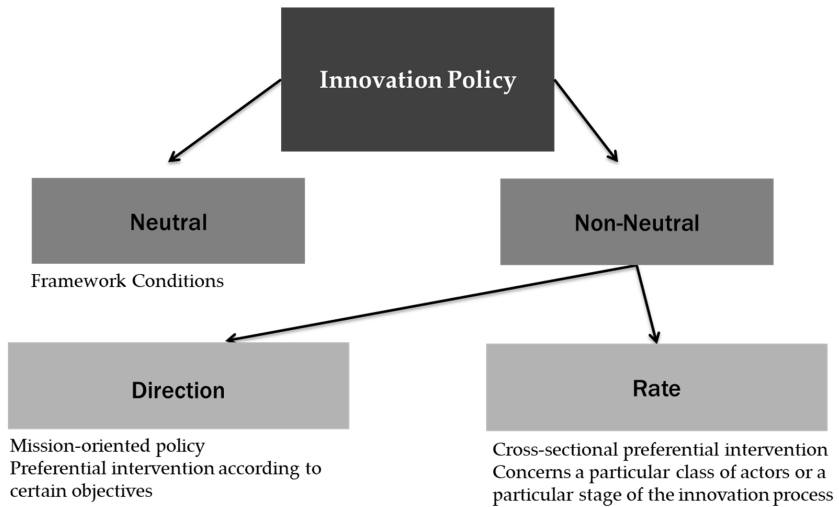 Innovation Policy
Neutral
Non-Neutral
Framework Conditions
Direction
Rate
Mission-oriented policy
Preferential intervention according to
certain objectives
Cross-sectional preferential intervention
Concerns a particular class of actors or a
particular stage of the innovation process